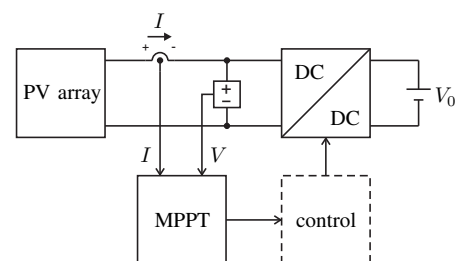 I
+ -
DC
PV array
+
−
V₀
DC
I
V
MPPT
control